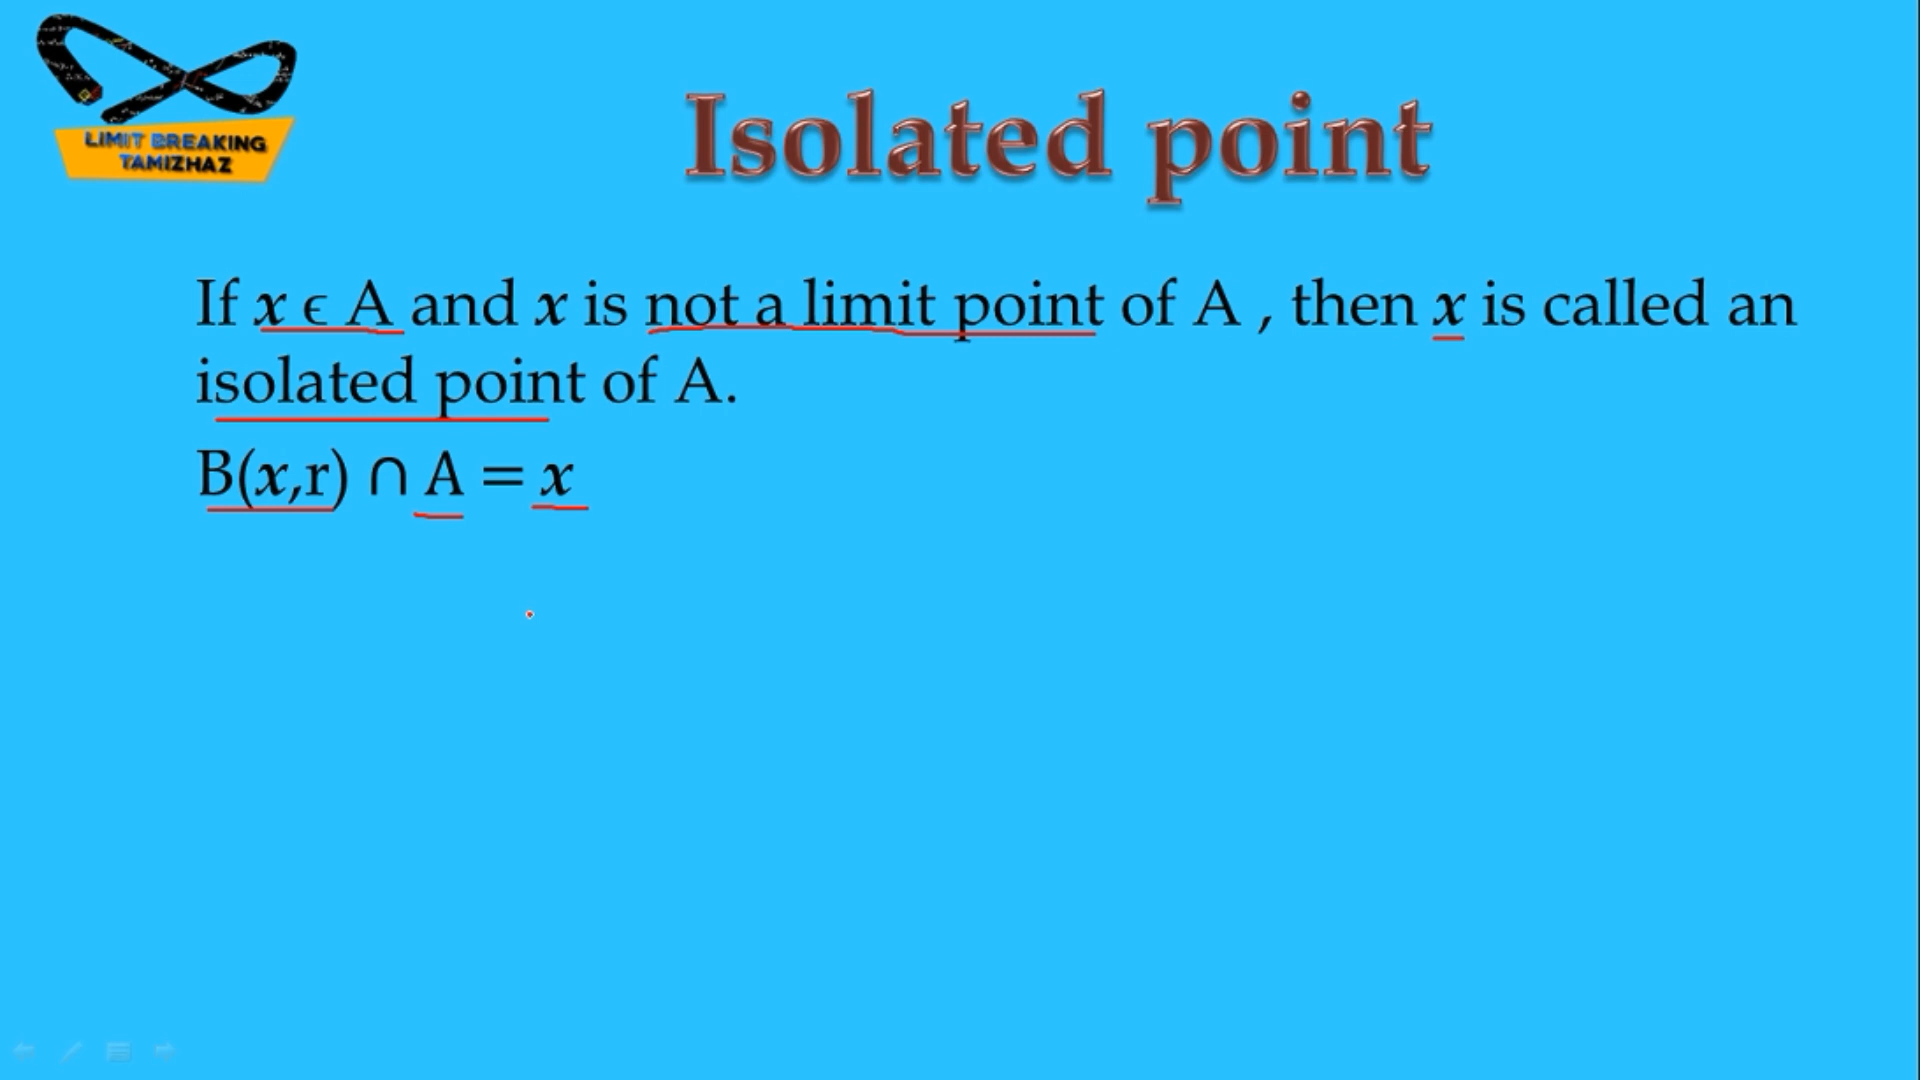 LIMIT BREAKING
TAMIZHAZ
Isolated point
If x ϵ A and x is not a limit point of A , then x is called an
isolated point of A.
B(x,r) ∩ A = x